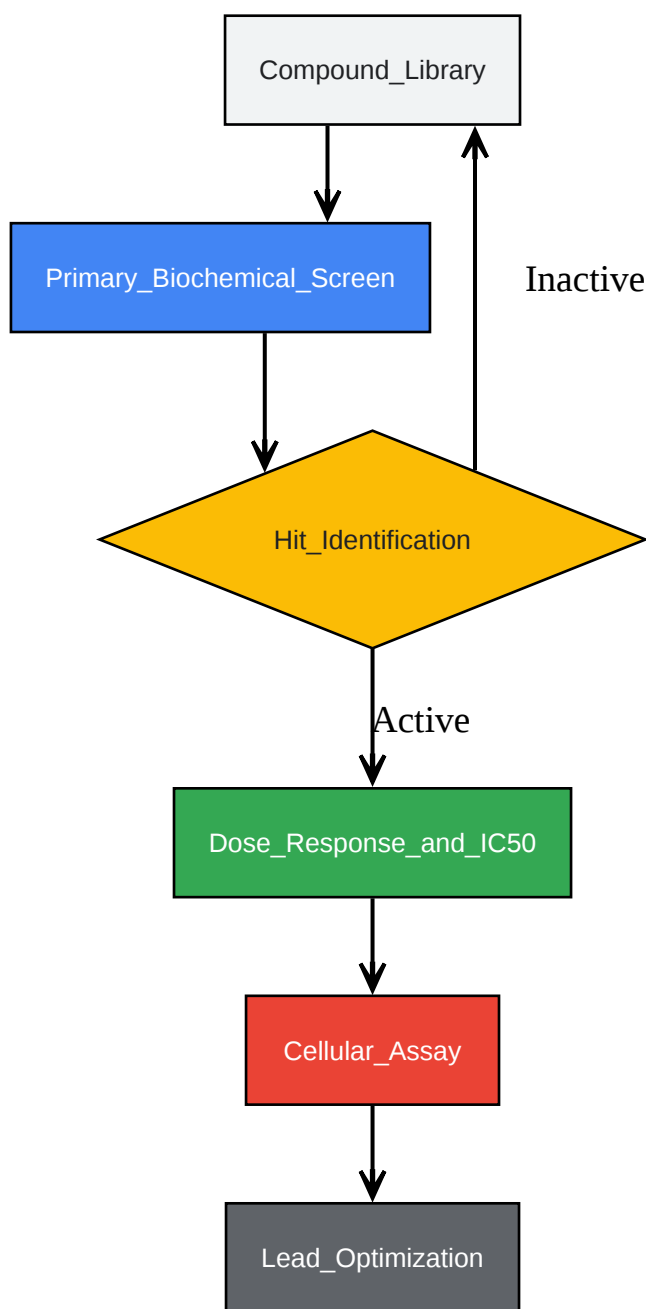 Compound_Library
Primary_Biochemical_Screen
Inactive
Hit_Identification
Active
Dose_Response_and_IC50
Cellular_Assay
Lead_Optimization